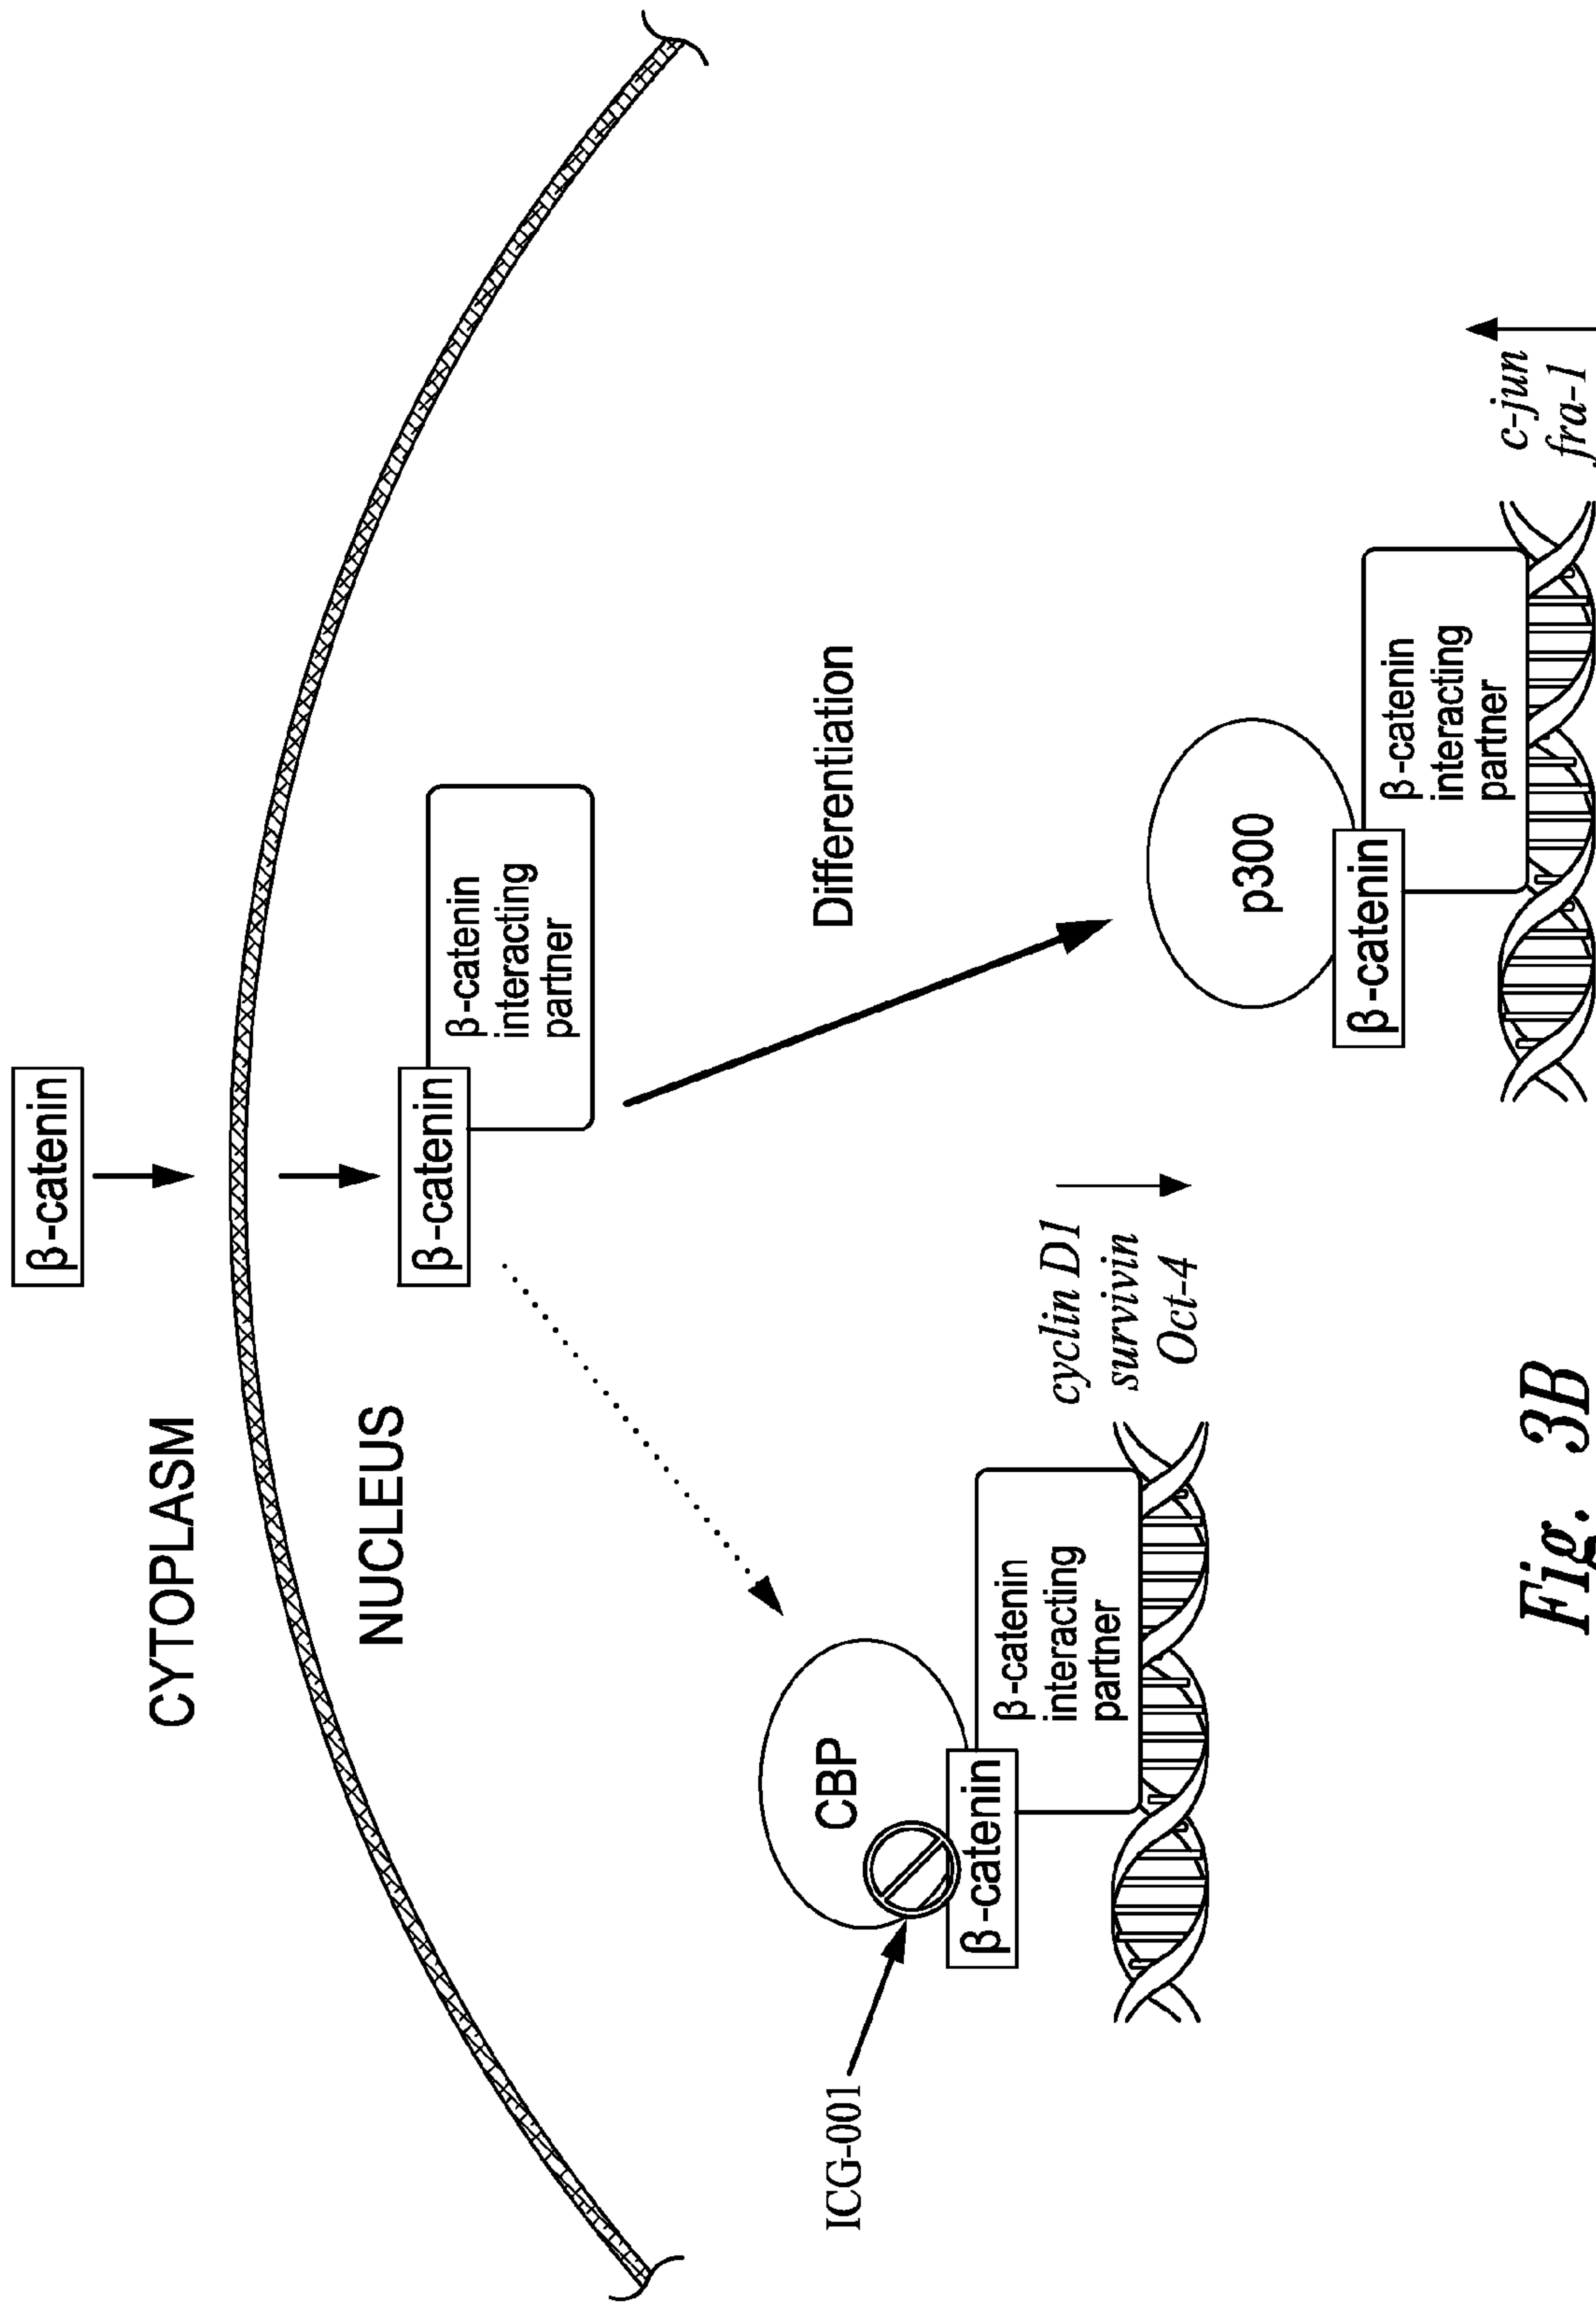 β-catenin
CYTOPLASM
NUCLEUS
β-catenin
β-catenin
interacting
partner
Differentiation
ICG-001
CBP
β-catenin
β-catenin
interacting
partner
cyclin D1
survivin
Oct-4
p300
β-catenin
β-catenin
interacting
partner
c-jun
fra-1
Fig. 3B